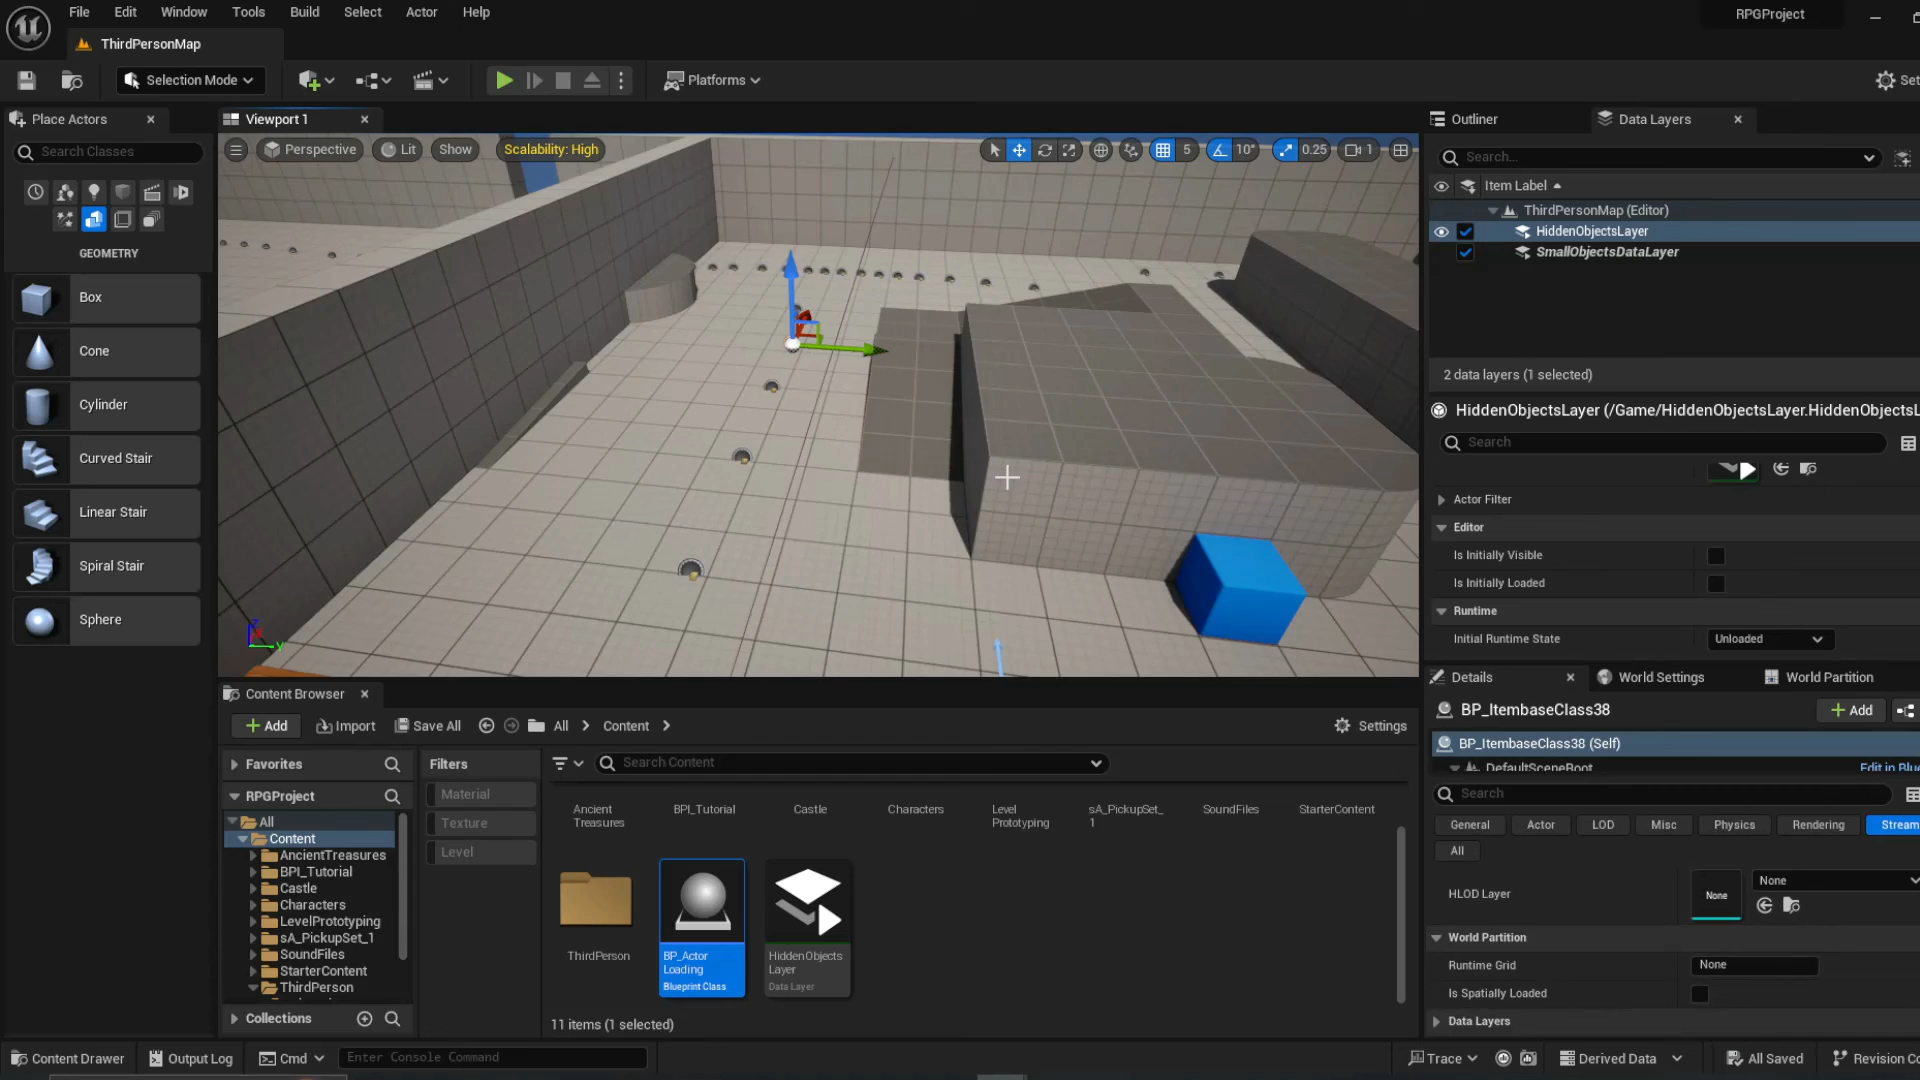 File Edit Window Tools Build Select Actor Help
RPGProject
ThirdPersonMap
Selection Mode
Platforms
Set
Place Actors
Viewport 1
Outliner
Data Layers
Search Classes
Perspective
Lit
Show
Scalability: High
5
10°
0.25
1
Search...
Item Label
ThirdPersonMap (Editor)
HiddenObjectsLayer
SmallObjectsDataLayer
GEOMETRY
Box
Cone
Cylinder
Curved Stair
Linear Stair
Spiral Stair
Sphere
2 data layers (1 selected)
HiddenObjectsLayer (/Game/HiddenObjectsLayer.HiddenObjectsL
Search
Actor Filter
Editor
Is Initially Visible
Is Initially Loaded
Runtime
Initial Runtime State
Unloaded
Details
World Settings
World Partition
BP_ItembaseClass38
Add
BP_ItembaseClass38 (Self)
DefaultSceneRoot
Edit in Blue
Search
General
Actor
LOD
Misc
Physics
Rendering
Stream
All
HLOD Layer
None
None
World Partition
Runtime Grid
None
Is Spatially Loaded
Data Layers
Content Browser
Add
Import
Save All
All
Content
Settings
Favorites
RPGProject
All
Content
AncientTreasures
BPI_Tutorial
Castle
Characters
LevelPrototyping
sA_PickupSet_1
SoundFiles
StarterContent
ThirdPerson
Collections
Filters
Material
Texture
Level
Search Content
Ancient
Treasures
BPI_Tutorial
Castle
Characters
Level
Prototyping
sA_PickupSet_
1
SoundFiles
StarterContent
ThirdPerson
BP_Actor
Loading
Blueprint Class
HiddenObjects
Layer
Data Layer
11 items (1 selected)
Content Drawer
Output Log
Cmd
Enter Console Command
Trace
Derived Data
All Saved
Revision Co